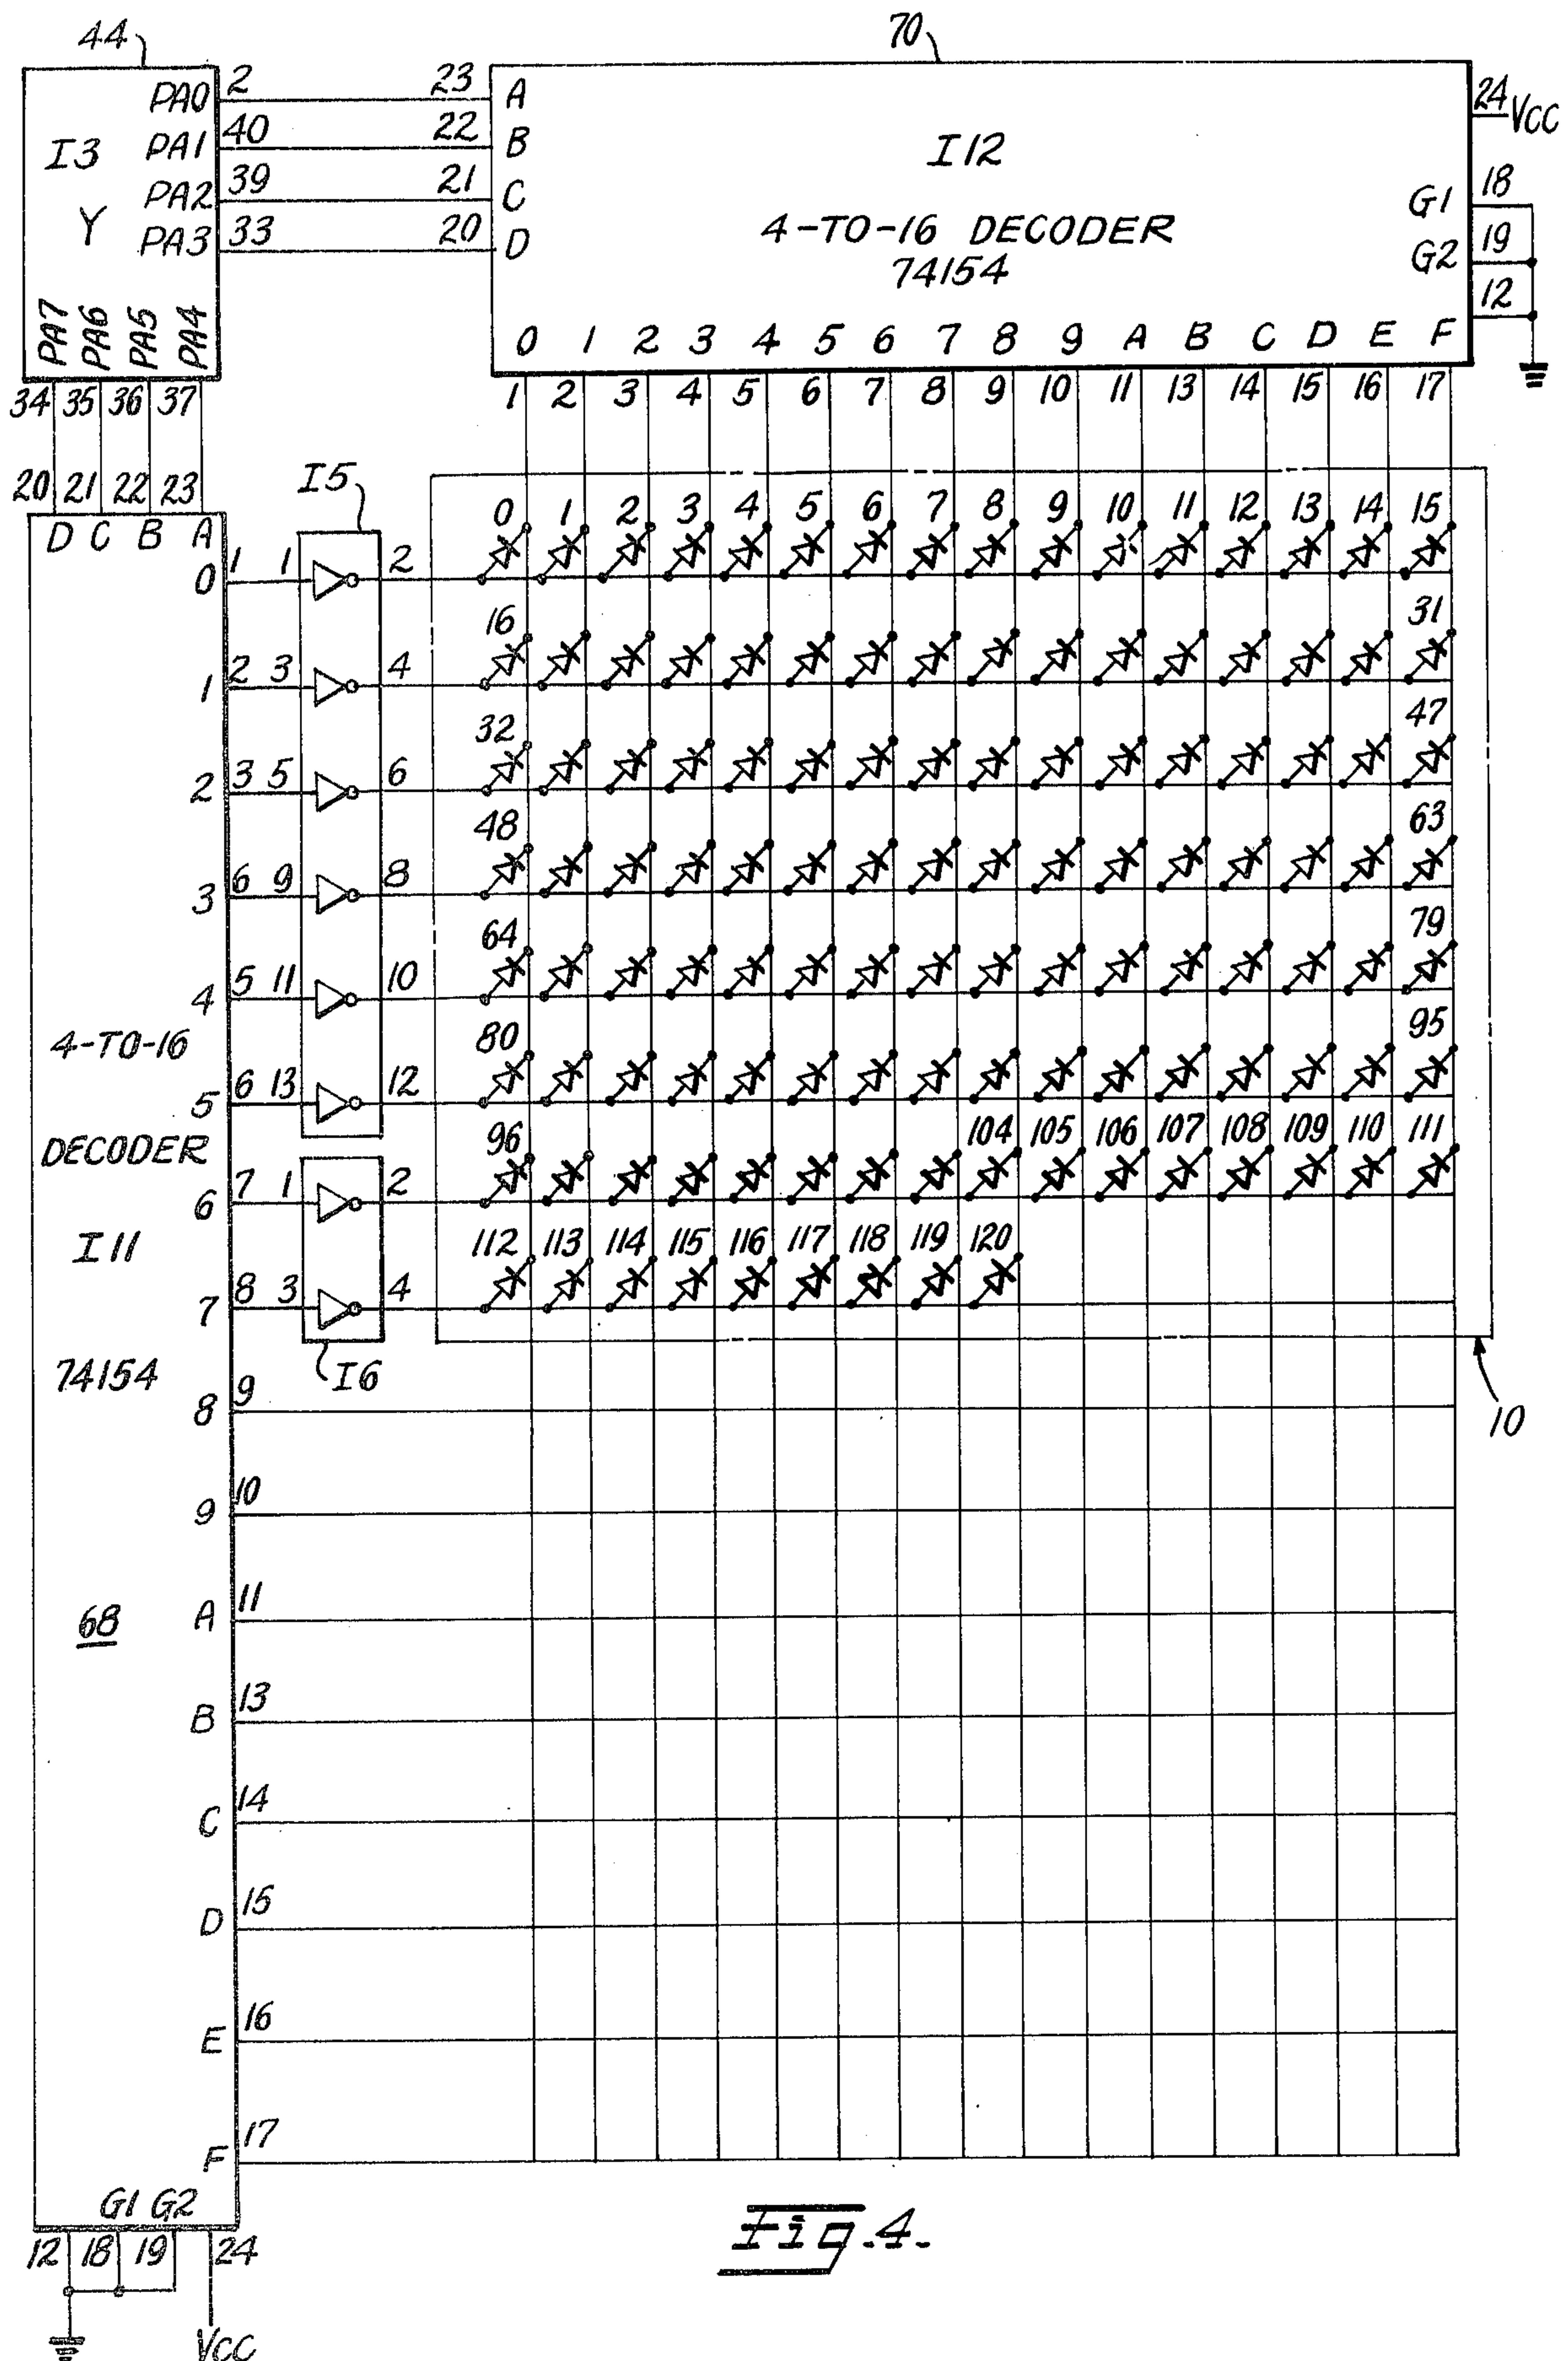 44
70
PA0 2 23 A
I3 PA1 40 22 B
PA2 39 21 C
Y PA3 33 20 D
I12
4-TO-16 DECODER
74154
24 VCC
G1 18
G2 19
12
PA7 PA6 PA5 PA4
34 35 36 37
0 1 2 3 4 5 6 7 8 9 A B C D E F
1 2 3 4 5 6 7 8 9 10 11 13 14 15 16 17
20 21 22 23
I5
D C B A
0 1 1 2
0 1 2 3 4 5 6 7 8 9 10 11 12 13 14 15
1 2 3 4
16 31
2 3 5 6
32 47
3 6 9 8
48 63
4 5 11 10
64 79
4-TO-16
5 6 13 12
80 95
DECODER
6 7 1 2
96 104 105 106 107 108 109 110 111
I11
7 8 3 4
112 113 114 115 116 117 118 119 120
74154
I6
10
8 9
9 10
68
A 11
B 13
C 14
D 15
E 16
F 17
G1 G2
12 18 19 24
VCC
Fig.4.